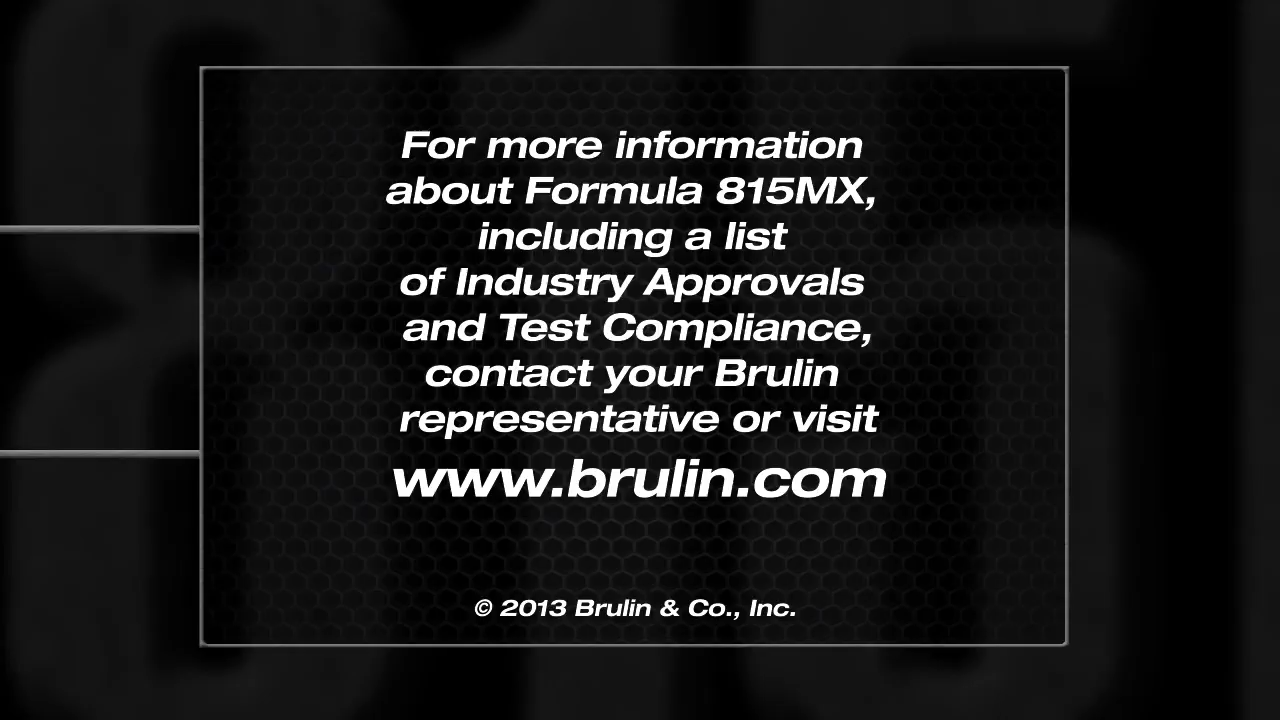 For more information
about Formula 815MX,
including a list
of Industry Approvals
and Test Compliance,
contact your Brulin
representative or visit
www.brulin.com
© 2013 Brulin & Co., Inc.